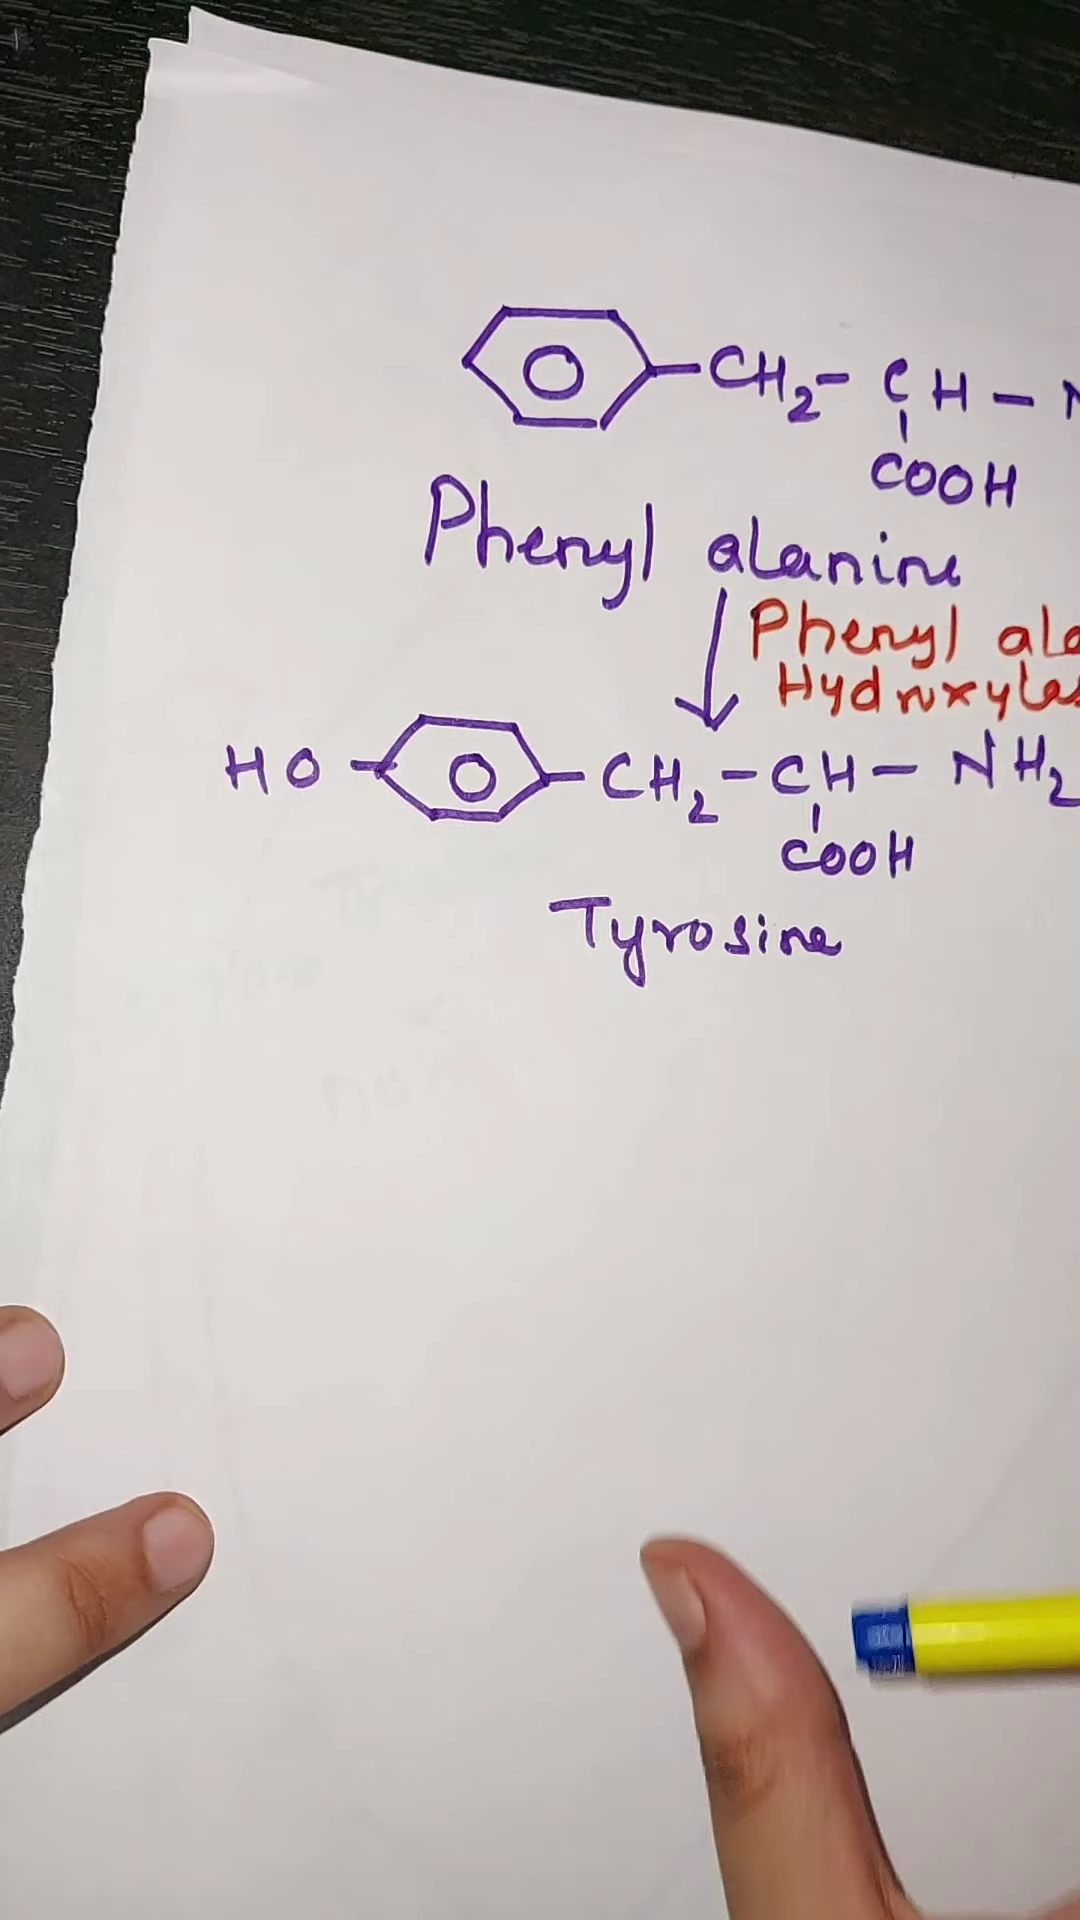 CH₂- CH -
COOH
Phenyl alanine
Phenyl
HO CH₂ - CH - NH₂
COOH
Tyrosine